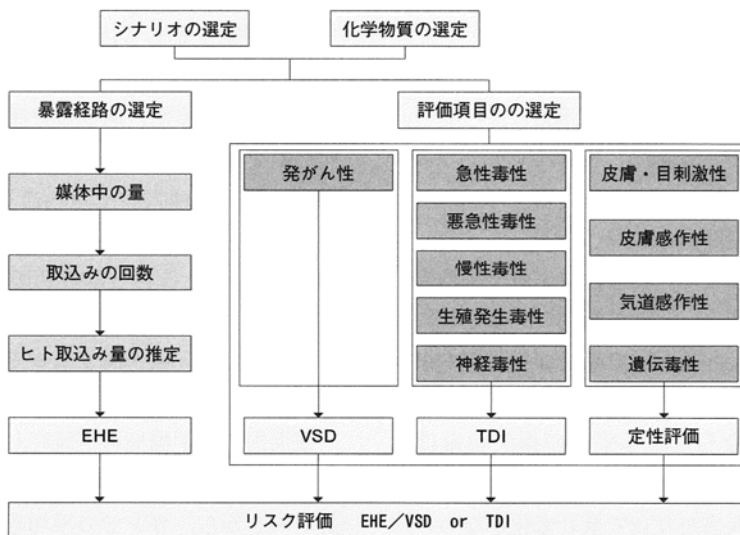 シナリオの選定
化学物質の選定
暴露経路の選定
評価項目のの選定
媒体中の量
取込みの回数
ヒト取込み量の推定
EHE
発がん性
VSD
急性毒性
悪急性毒性
慢性毒性
生殖発生毒性
神経毒性
TDI
皮膚・目刺激性
皮膚感作性
気道感作性
遺伝毒性
定性評価
リスク評価 EHE／VSD or TDI